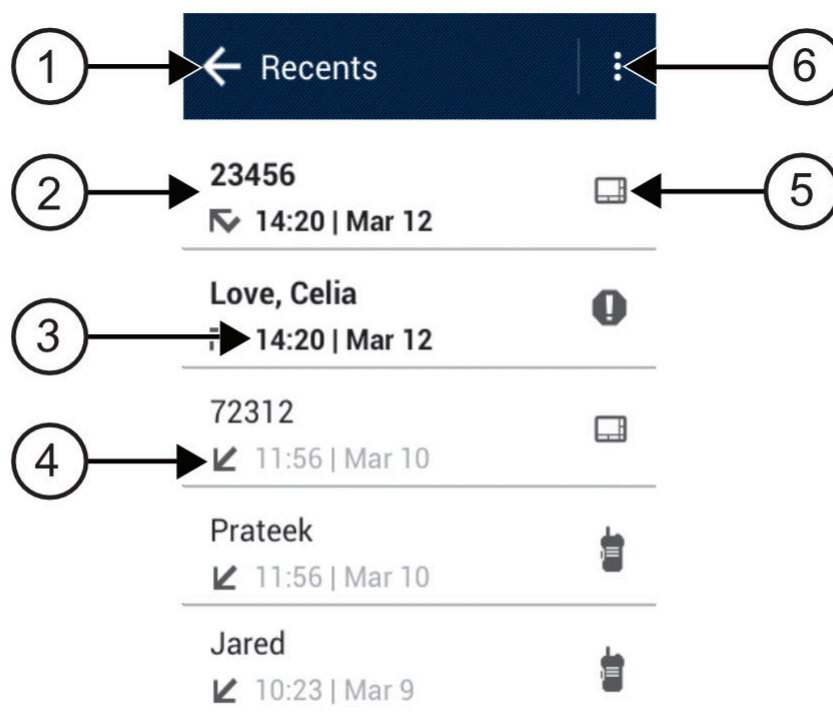 1
Recents
6
2
23456
14:20 | Mar 12
5
Love, Celia
3
14:20 | Mar 12
72312
4
11:56 | Mar 10
Prateek
11:56 | Mar 10
Jared
10:23 | Mar 9